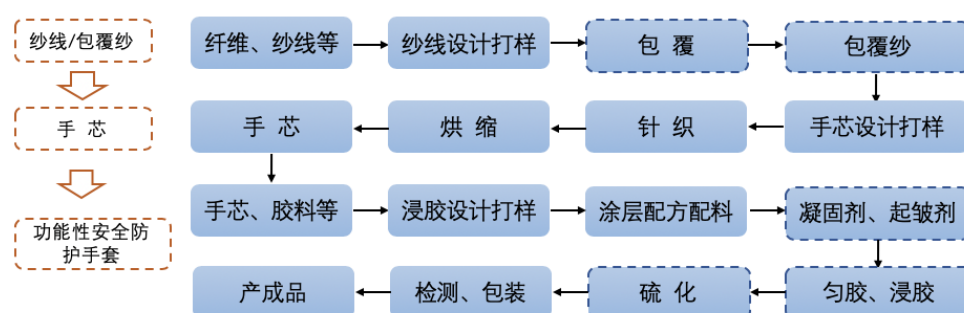 纱线/包覆纱
纤维、纱线等
纱线设计打样
包 覆
包覆纱
手 芯
手 芯
烘 缩
针 织
手芯设计打样
功能性安全防
护手套
手芯、胶料等
浸胶设计打样
涂层配方配料
凝固剂、起皱剂
产成品
检测、包装
硫 化
匀胶、浸胶